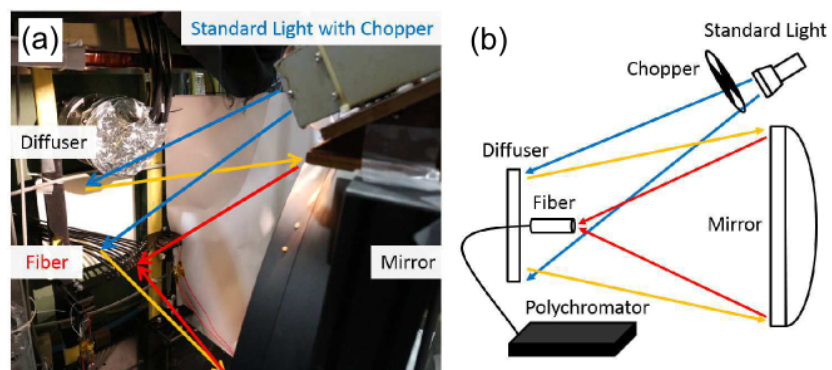 (a)
Standard Light with Chopper
Diffuser
Fiber
Mirror
(b)
Standard Light
Chopper
Diffuser
Fiber
Mirror
Polychromator